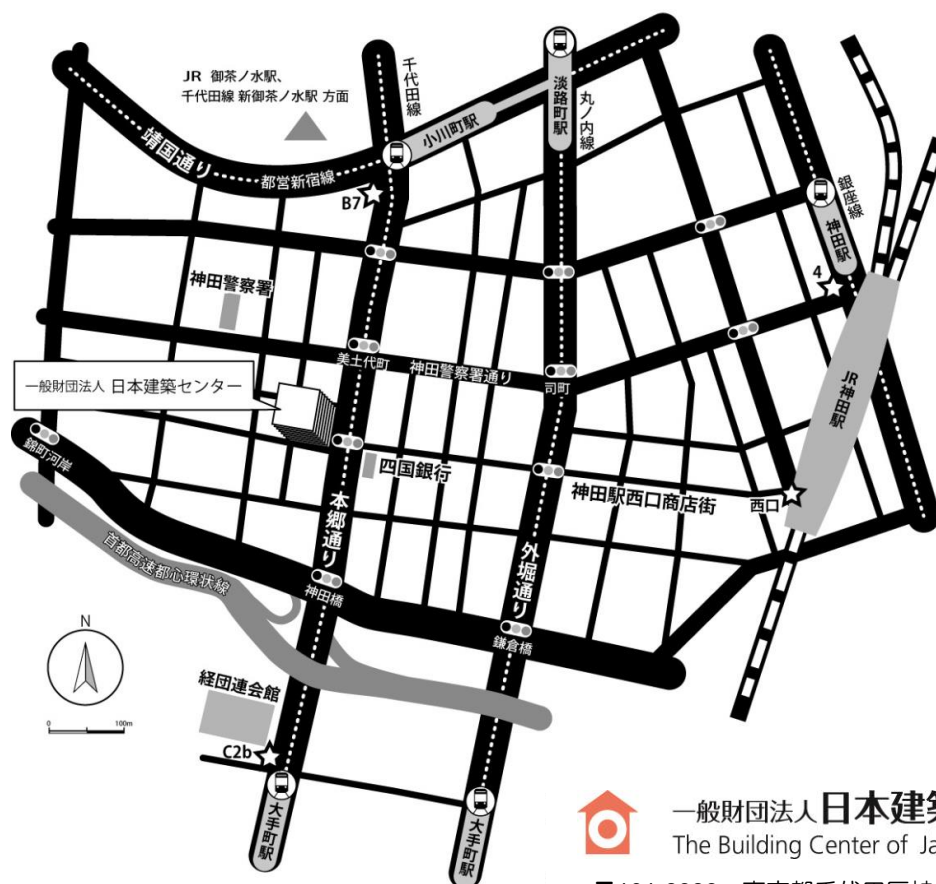 JR 御茶ノ水駅、
千代田線 新御茶ノ水駅 方面
千代田線
淡路町駅
丸ノ内線
小川町駅
靖国通り
都営新宿線
B7
銀座線
神田駅
4
神田警察署
美土代町
神田警察署通り
司町
JR神田駅
一般財団法人 日本建築センター
錦町河岸
四国銀行
神田駅西口商店街
西口
本郷通り
外堀通り
首都高速都心環状線
神田橋
鎌倉橋
N
0 100m
経団連会館
C2b
大手町駅
大手町駅
一般財団法人日本建築
The Building Center of Ja